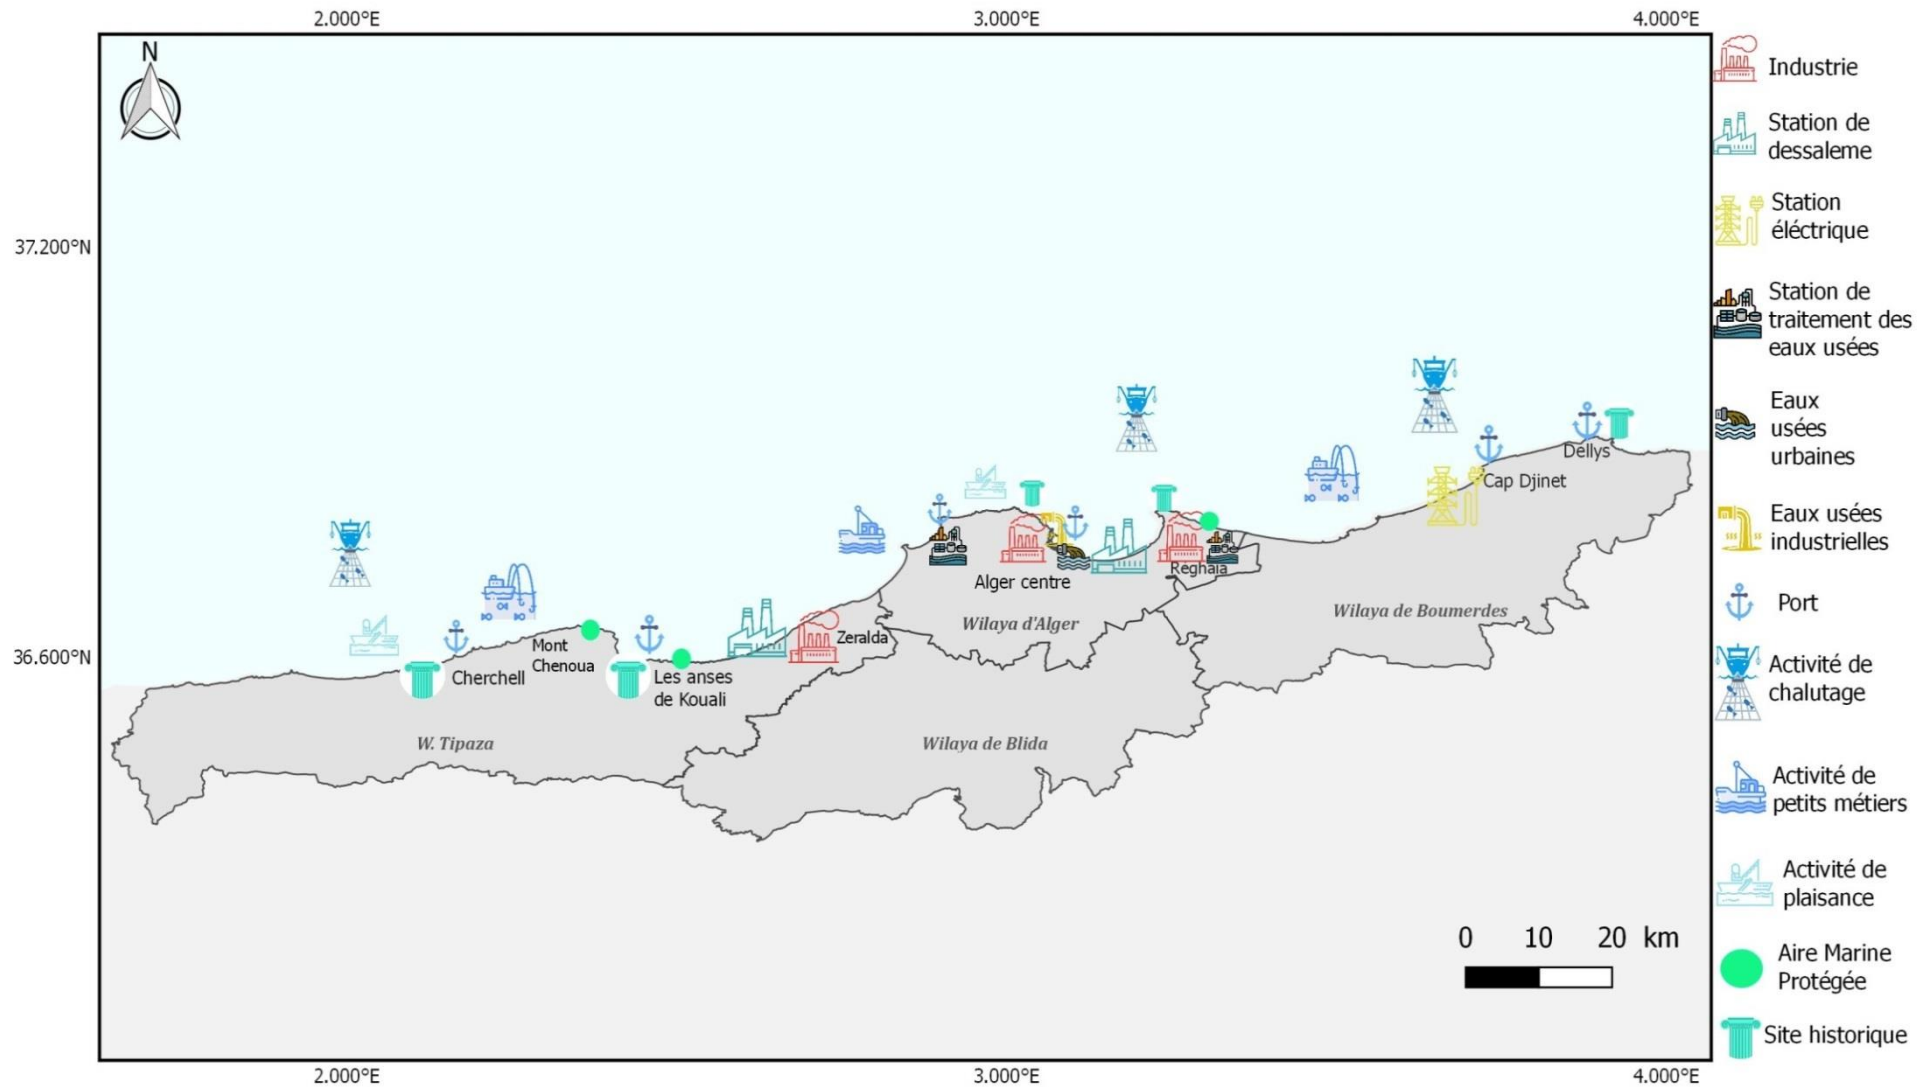 2.000°E
3.000°E
4.000°E
N
37.200°N
36.600°N
Dellys
Cap Djinet
Alger centre
Réghaïa
Wilaya d'Alger
Wilaya de Boumerdes
Zeralda
Mont
Chenoua
Cherchell
Les anses
de Kouali
W. Tipaza
Wilaya de Blida
0 10 20 km
2.000°E
3.000°E
4.000°E
Industrie
Station de
dessaleme
Station
éléctrique
Station de
traitement des
eaux usées
Eaux
usées
urbaines
Eaux usées
industrielles
Port
Activité de
chalutage
Activité de
petits métiers
Activité de
plaisance
Aire Marine
Protégée
Site historique